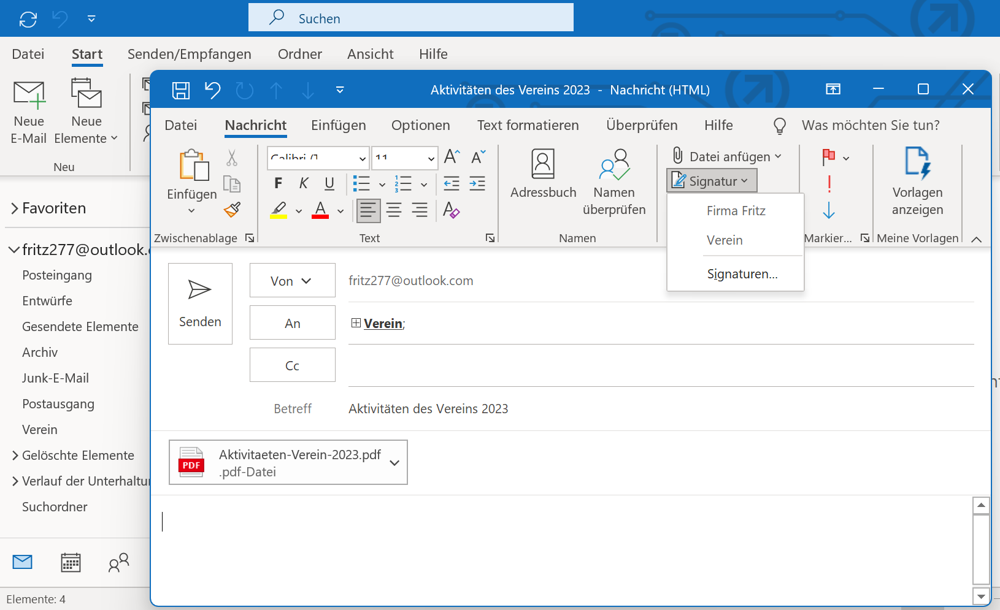 Suchen
Datei Start Senden/Empfangen Ordner Ansicht Hilfe
Neue
E-Mail
Neue
Elemente
Neu
Favoriten
fritz277@outlook.
Posteingang
Entwürfe
Gesendete Elemente
Archiv
Junk-E-Mail
Postausgang
Verein
Gelöschte Elemente
Verlauf der Unterhaltu
Suchordner
Elemente: 4
Aktivitäten des Vereins 2023 - Nachricht (HTML)
Datei Nachricht Einfügen Optionen Text formatieren Überprüfen Hilfe Was möchten Sie tun?
Einfügen
Zwischenablage
Calibri (T 11
F K U
Text
Adressbuch
Namen
überprüfen
Namen
Datei anfügen
Signatur
Firma Fritz
Verein
Signaturen...
Markier...
Vorlagen
anzeigen
Meine Vorlagen
Senden
Von fritz277@outlook.com
An Verein;
Cc
Betreff Aktivitäten des Vereins 2023
PDF
Aktivitaeten-Verein-2023.pdf
.pdf-Datei